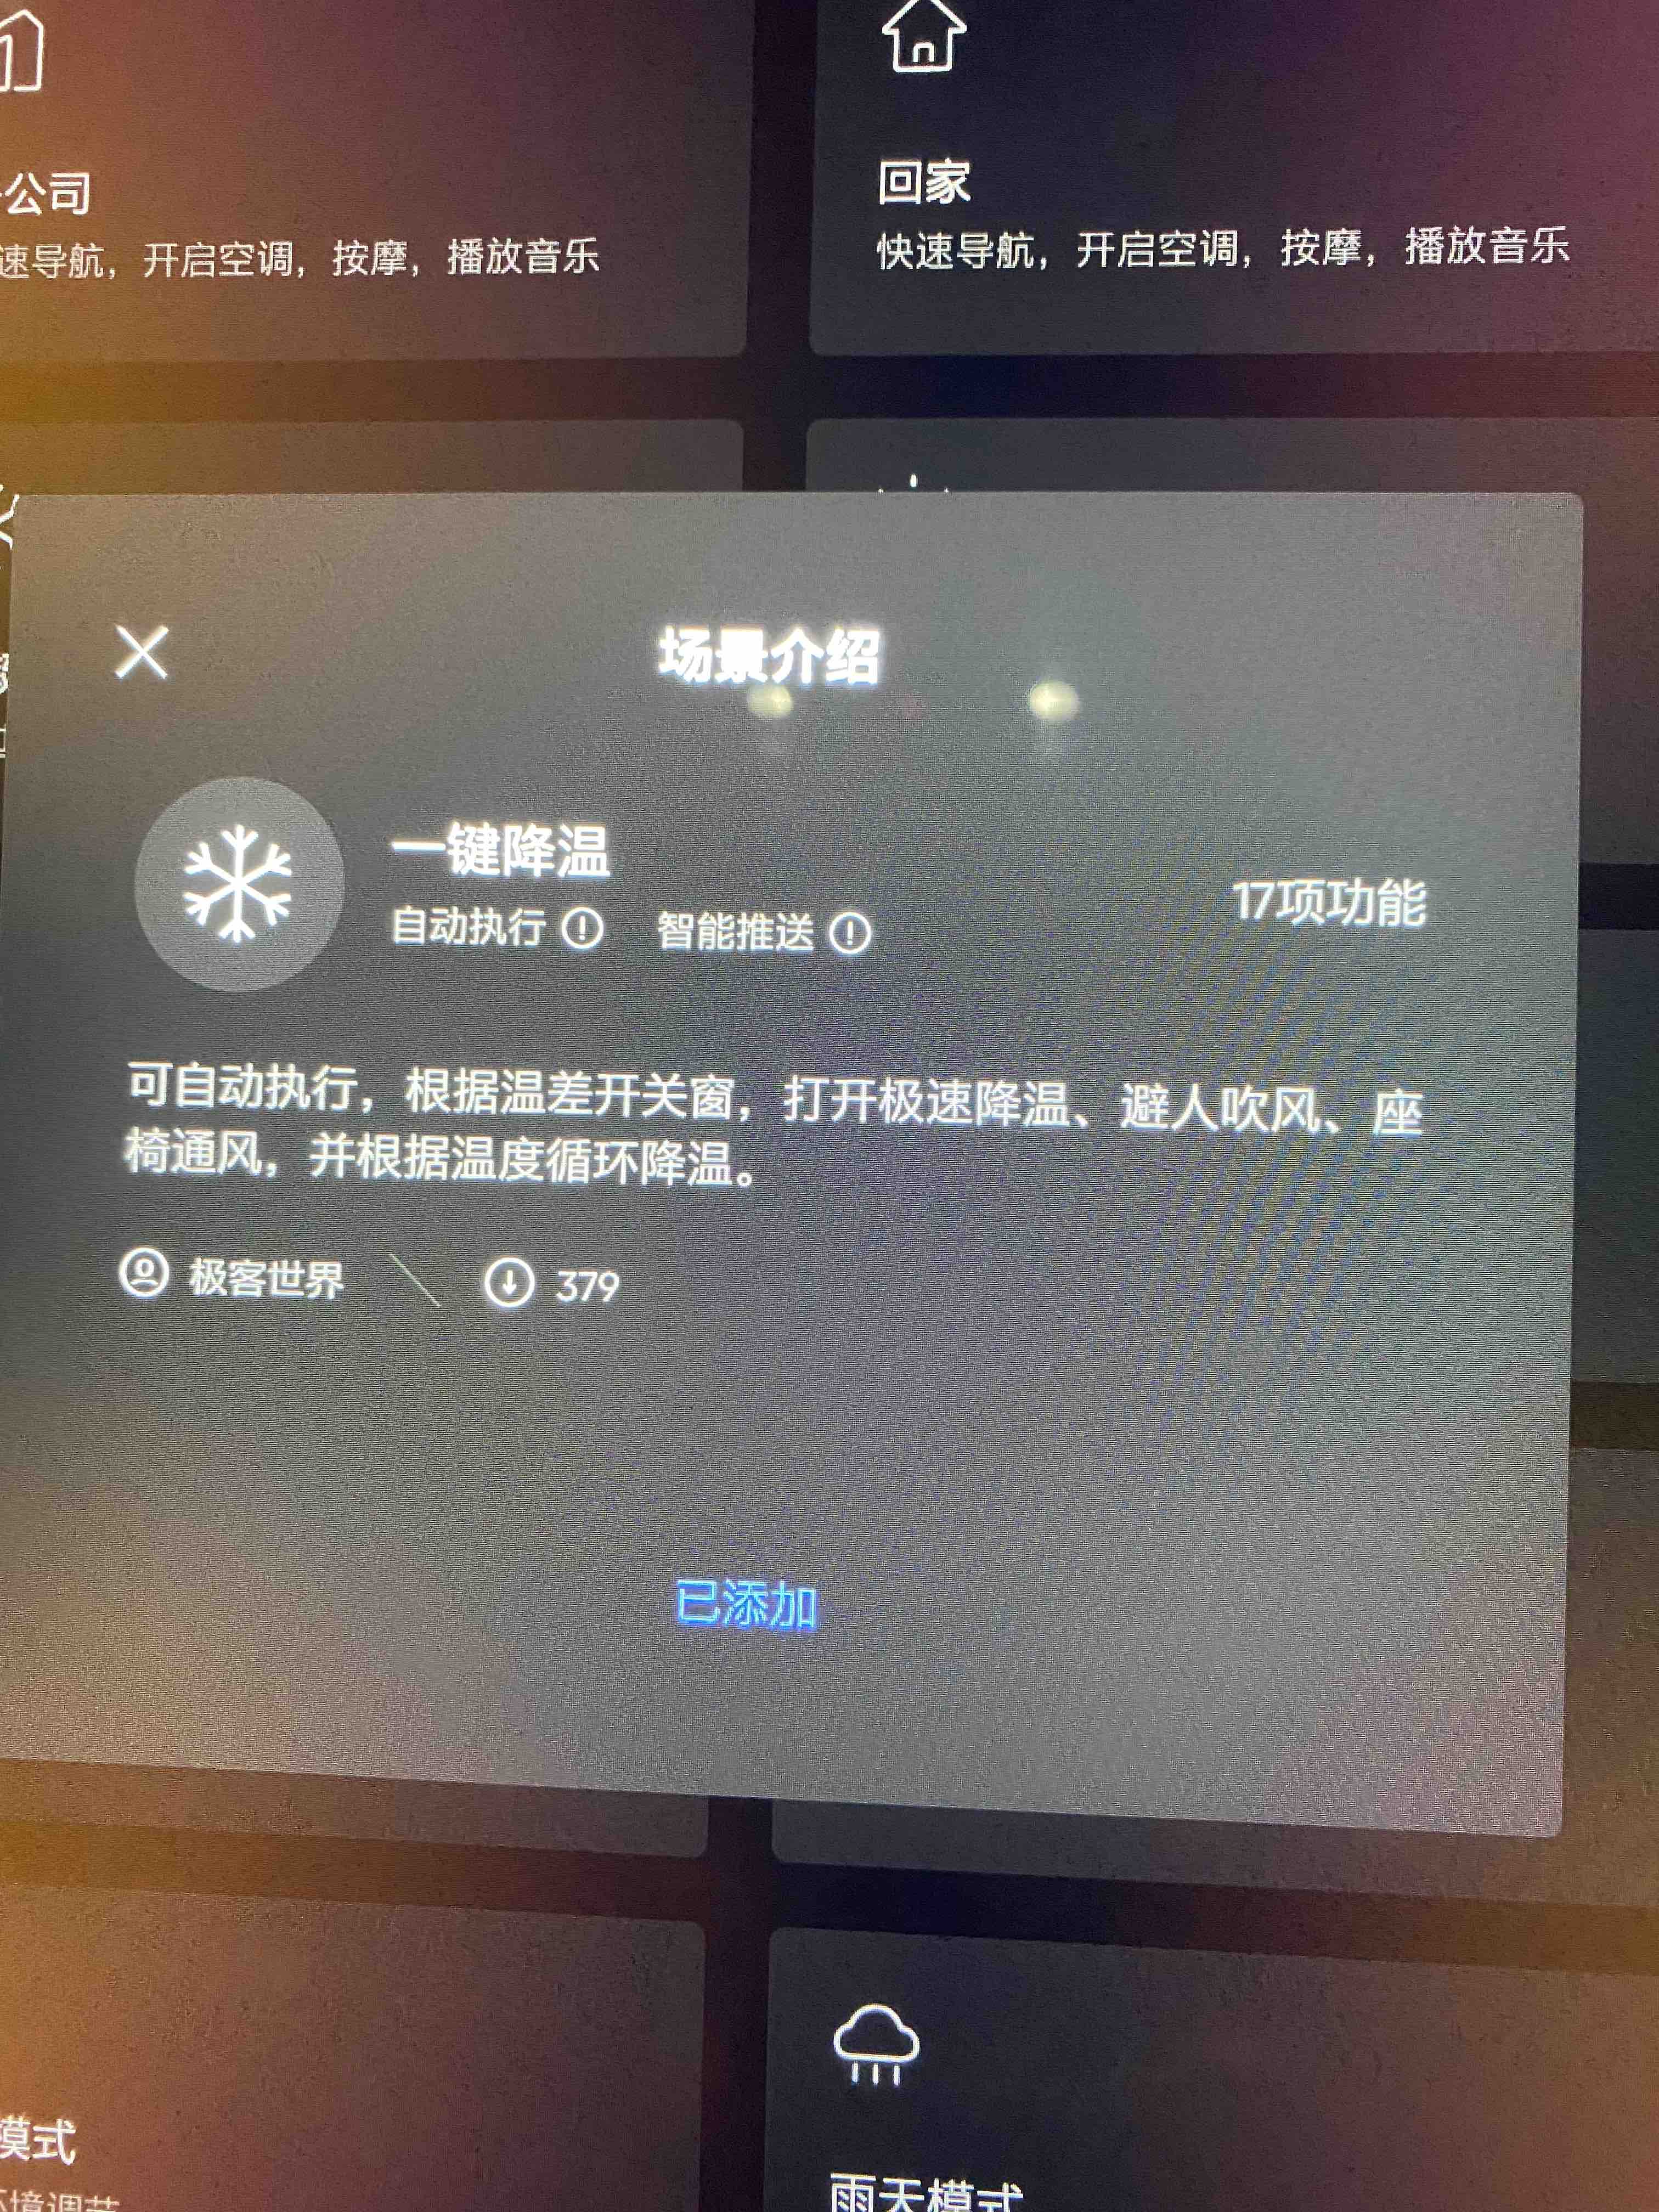 公司
回家
速导航，开启空调，按摩，播放音乐
快速导航，开启空调，按摩，播放音乐
场景介绍
一键降温
自动执行 智能推送
17项功能
可自动执行，根据温差开关窗，打开极速降温、避人吹风、座
椅通风，并根据温度循环降温。
极客世界 379
已添加
模式
环境调节
雨天模式